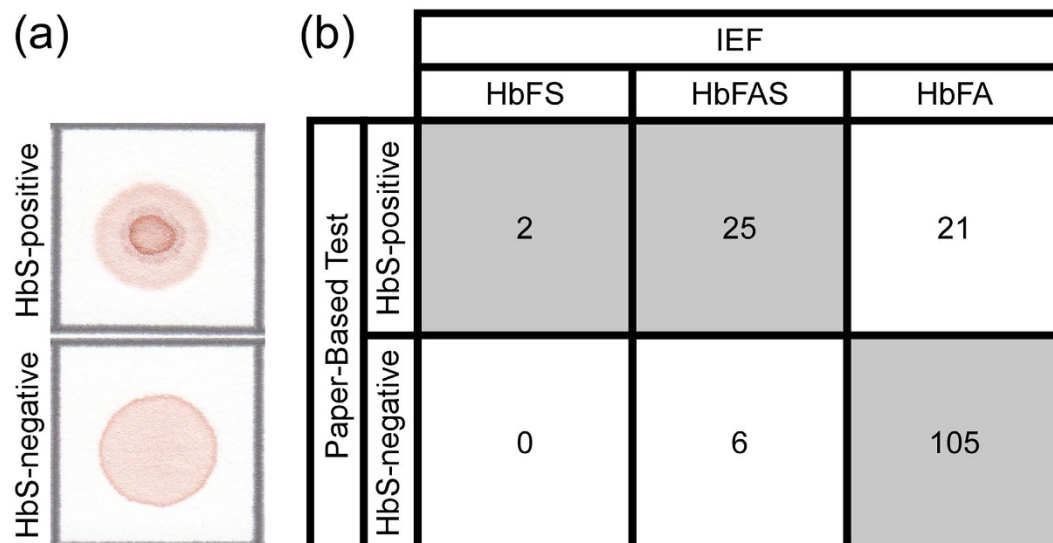 (a)
HbS-positive
HbS-negative
(b)
IEF
HbFS HbFAS HbFA
Paper-Based Test
HbS-positive
2 25 21
HbS-negative
0 6 105